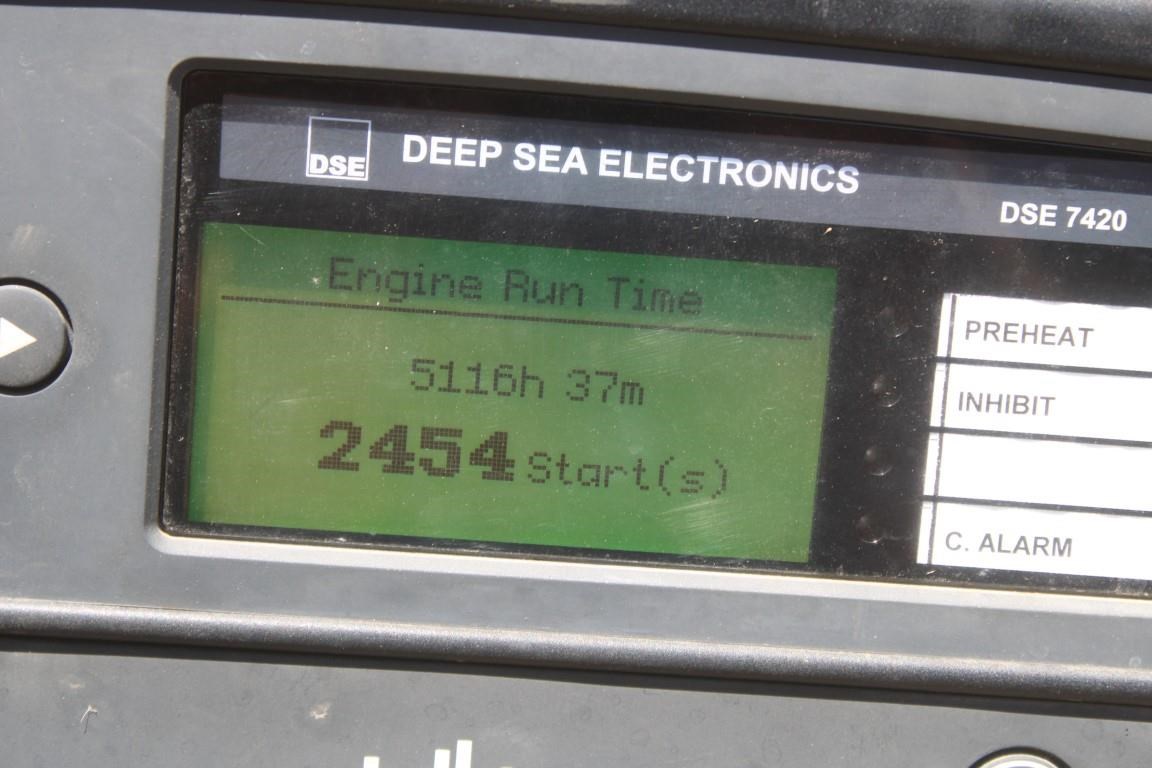 DSE
DEEP SEA ELECTRONICS
DSE 7420
Engine Run Time
5116h 37m
2454 Start(s)
PREHEAT
INHIBIT
C. ALARM